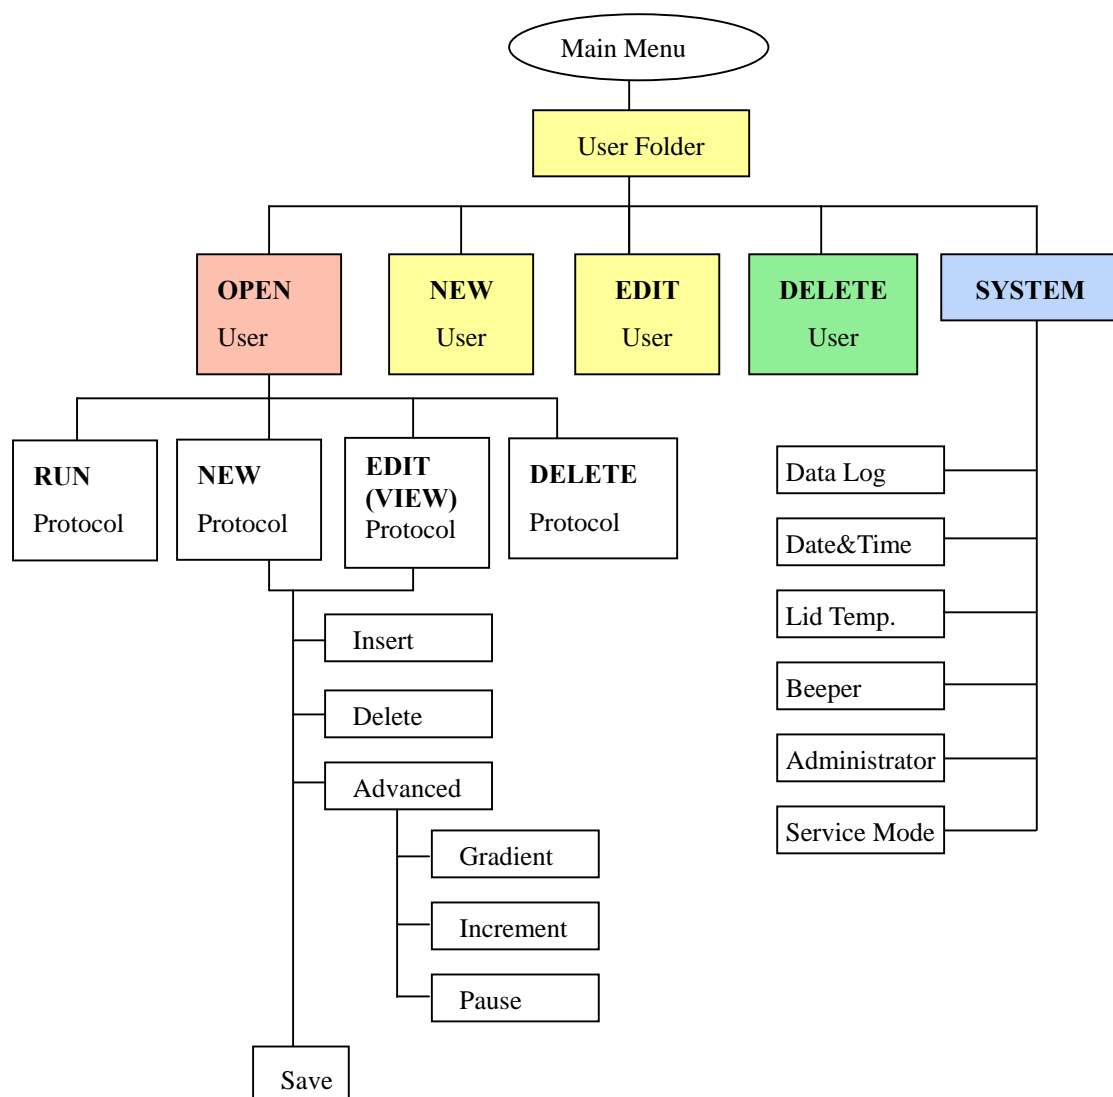 Main Menu
User Folder
OPEN
User
NEW
User
EDIT
User
DELETE
User
SYSTEM
RUN
Protocol
NEW
Protocol
EDIT
(VIEW)
Protocol
DELETE
Protocol
Insert
Delete
Advanced
Gradient
Increment
Pause
Save
Data Log
Date&Time
Lid Temp.
Beeper
Administrator
Service Mode